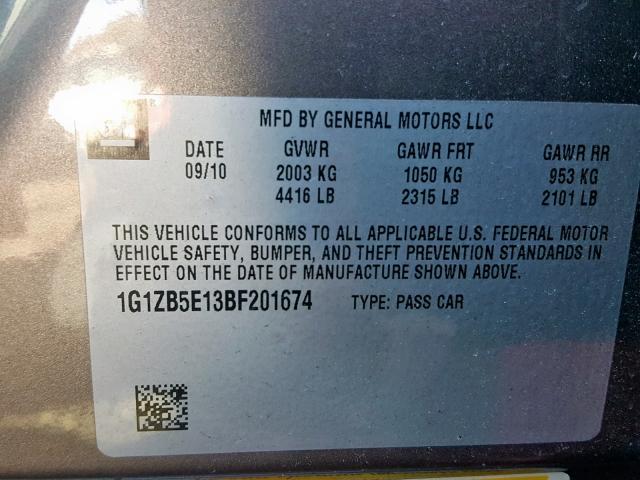 MFD BY GENERAL MOTORS LLC
DATE GVWR GAWR FRT GAWR RR
09/10 2003 KG 1050 KG 953 KG
4416 LB 2315 LB 2101 LB
THIS VEHICLE CONFORMS TO ALL APPLICABLE U.S. FEDERAL MOTOR
VEHICLE SAFETY, BUMPER, AND THEFT PREVENTION STANDARDS IN
EFFECT ON THE DATE OF MANUFACTURE SHOWN ABOVE.
1G1ZB5E13BF201674 TYPE: PASS CAR